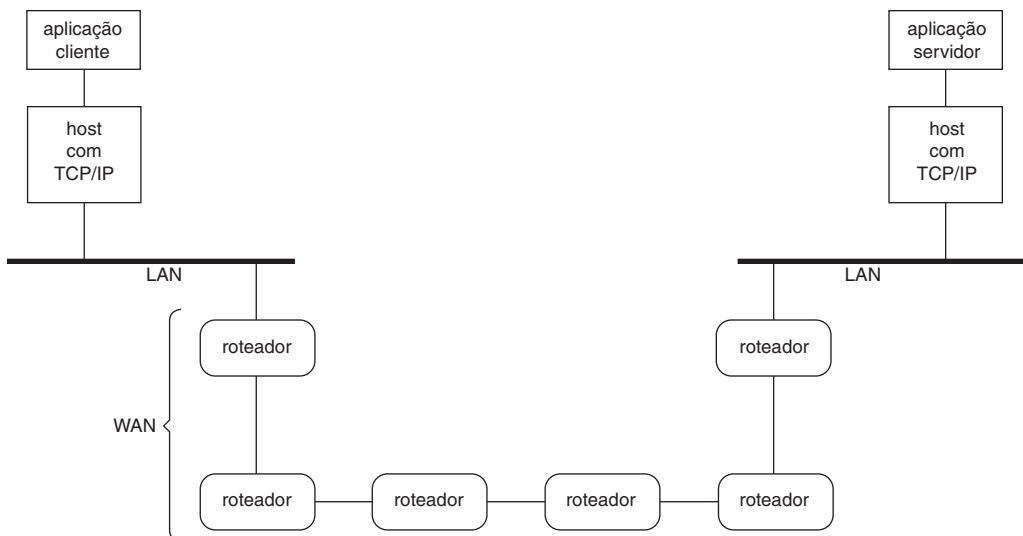 aplicação
cliente
aplicação
servidor
host
com
TCP/IP
host
com
TCP/IP
LAN
LAN
roteador
roteador
WAN
roteador
roteador
roteador
roteador